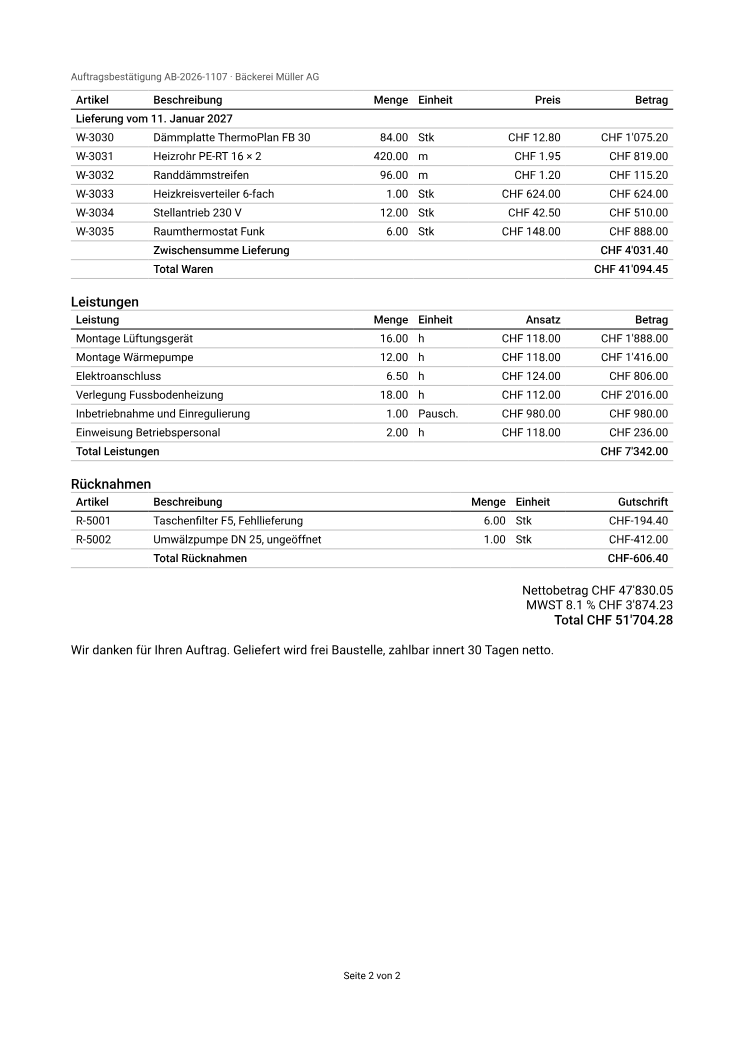 Auftragsbestätigung AB-2026-1107 · Bäckerei Müller AG
Artikel Beschreibung Menge Einheit Preis Betrag
Lieferung vom 11. Januar 2027
W-3030 Dämmplatte ThermoPlan FB 30 84.00 Stk CHF 12.80 CHF 1'075.20
W-3031 Heizrohr PE-RT 16 × 2 420.00 m CHF 1.95 CHF 819.00
W-3032 Randdämmstreifen 96.00 m CHF 1.20 CHF 115.20
W-3033 Heizkreisverteiler 6-fach 1.00 Stk CHF 624.00 CHF 624.00
W-3034 Stellantrieb 230 V 12.00 Stk CHF 42.50 CHF 510.00
W-3035 Raumthermostat Funk 6.00 Stk CHF 148.00 CHF 888.00
Zwischensumme Lieferung CHF 4'031.40
Total Waren CHF 41'094.45
Leistungen
Leistung Menge Einheit Ansatz Betrag
Montage Lüftungsgerät 16.00 h CHF 118.00 CHF 1'888.00
Montage Wärmepumpe 12.00 h CHF 118.00 CHF 1'416.00
Elektroanschluss 6.50 h CHF 124.00 CHF 806.00
Verlegung Fussbodenheizung 18.00 h CHF 112.00 CHF 2'016.00
Inbetriebnahme und Einregulierung 1.00 Pausch. CHF 980.00 CHF 980.00
Einweisung Betriebspersonal 2.00 h CHF 118.00 CHF 236.00
Total Leistungen CHF 7'342.00
Rücknahmen
Artikel Beschreibung Menge Einheit Gutschrift
R-5001 Taschenfilter F5, Fehllieferung 6.00 Stk CHF-194.40
R-5002 Umwälzpumpe DN 25, ungeöffnet 1.00 Stk CHF-412.00
Total Rücknahmen CHF-606.40
Nettobetrag CHF 47'830.05
MWST 8.1 % CHF 3'874.23
Total CHF 51'704.28
Wir danken für Ihren Auftrag. Geliefert wird frei Baustelle, zahlbar innert 30 Tagen netto.
Seite 2 von 2